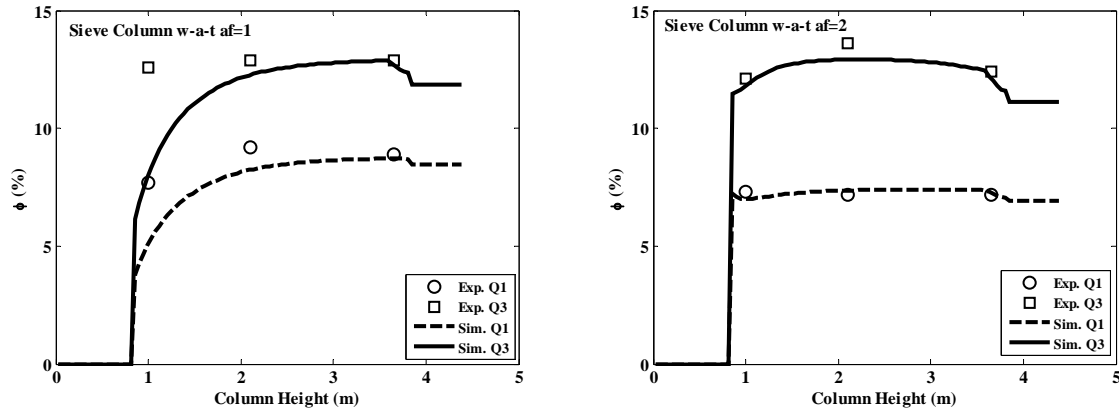 Sieve Column w-a-t af=1
15
10
5
0
ϕ (%)
0 1 2 3 4 5
Column Height (m)
Exp. Q1
Exp. Q3
Sim. Q1
Sim. Q3
Sieve Column w-a-t af=2
15
10
5
0
ϕ (%)
0 1 2 3 4 5
Column Height (m)
Exp. Q1
Exp. Q3
Sim. Q1
Sim. Q3